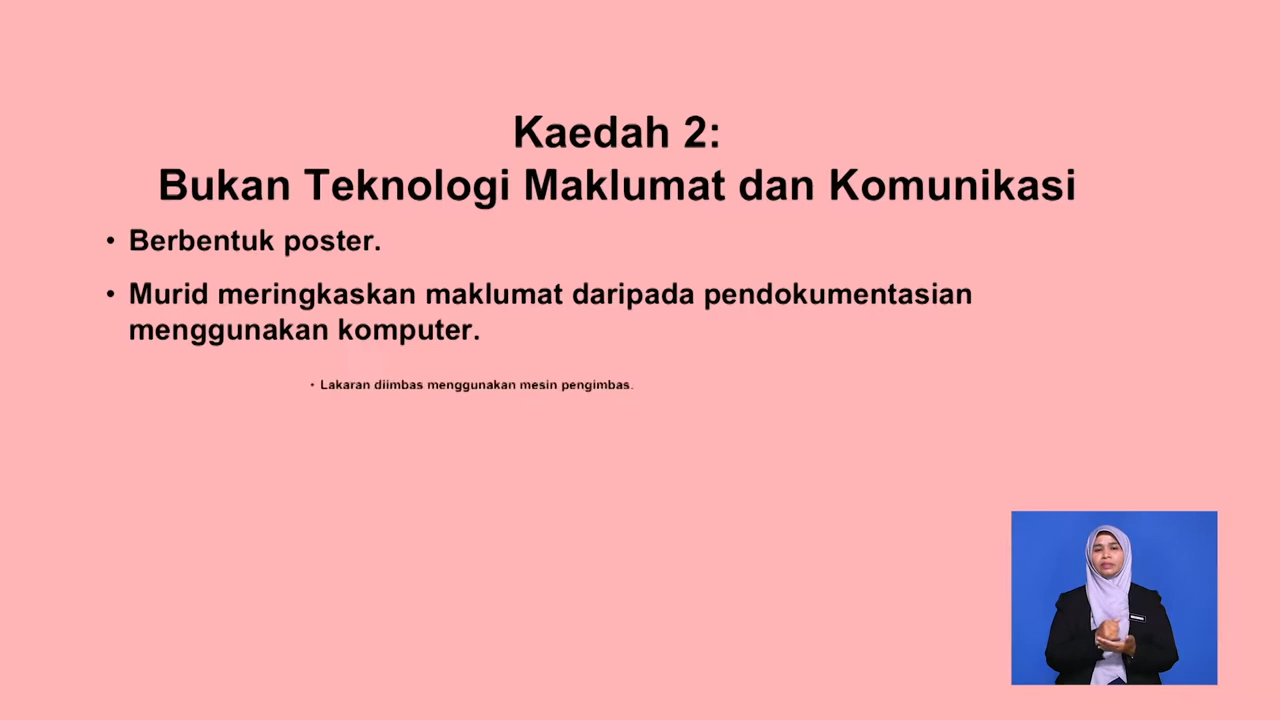 Kaedah 2:
Bukan Teknologi Maklumat dan Komunikasi
• Berbentuk poster.
• Murid meringkaskan maklumat daripada pendokumentasian
menggunakan komputer.
• Lakaran diimbas menggunakan mesin pengimbas.